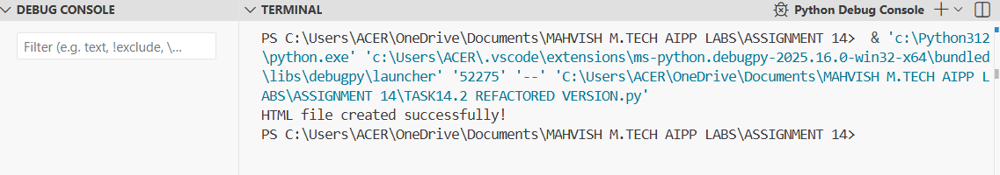 DEBUG CONSOLE
TERMINAL
Python Debug Console
Filter (e.g. text, !exclude, \...
PS C:\Users\ACER\OneDrive\Documents\MAHVISH M.TECH AIPP LABS\ASSIGNMENT 14>  & 'c:\Python312
\python.exe' 'c:\Users\ACER\.vscode\extensions\ms-python.debugpy-2025.16.0-win32-x64\bundled
\libs\debugpy\launcher' '52275' '--' 'C:\Users\ACER\OneDrive\Documents\MAHVISH M.TECH AIPP L
ABS\ASSIGNMENT 14\TASK14.2 REFACTORED VERSION.py'
HTML file created successfully!
PS C:\Users\ACER\OneDrive\Documents\MAHVISH M.TECH AIPP LABS\ASSIGNMENT 14>